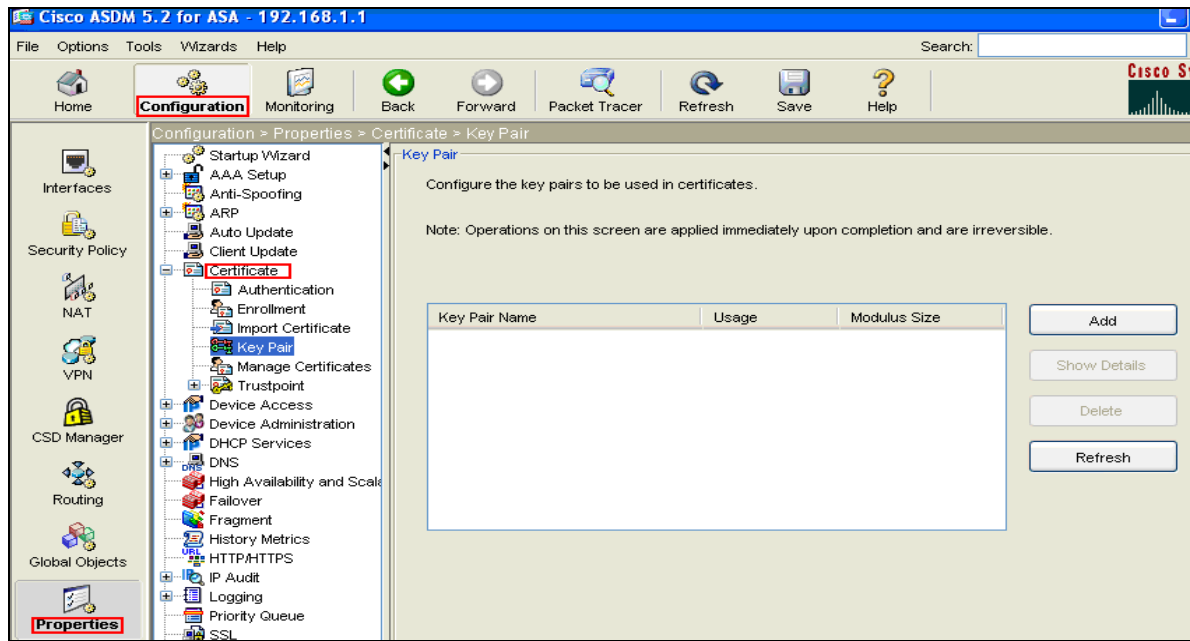 Cisco ASDM 5.2 for ASA - 192.168.1.1
File Options Tools Wizards Help Search:
Home Configuration Monitoring Back Forward Packet Tracer Refresh Save Help
Cisco S
Configuration > Properties > Certificate > Key Pair
Interfaces
Security Policy
NAT
VPN
CSD Manager
Routing
Global Objects
Properties
Startup Wizard
AAA Setup
Anti-Spoofing
ARP
Auto Update
Client Update
Certificate
Authentication
Enrollment
Import Certificate
Key Pair
Manage Certificates
Trustpoint
Device Access
Device Administration
DHCP Services
DNS
High Availability and Scala
Failover
Fragment
History Metrics
HTTP/HTTPS
IP Audit
Logging
Priority Queue
SSL
Key Pair
Configure the key pairs to be used in certificates.
Note: Operations on this screen are applied immediately upon completion and are irreversible.
Key Pair Name Usage Modulus Size
Add
Show Details
Delete
Refresh